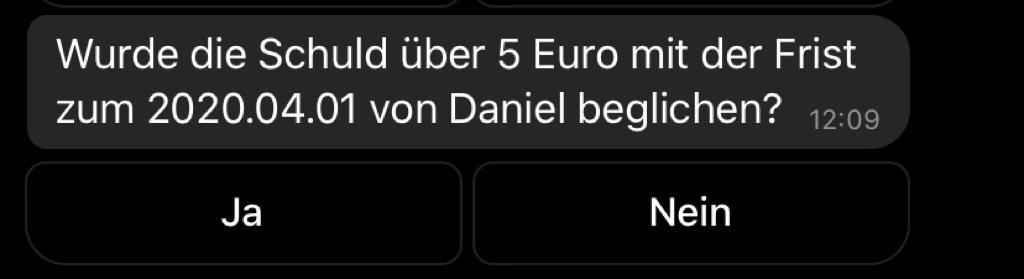 Wurde die Schuld über 5 Euro mit der Frist
zum 2020.04.01 von Daniel beglichen? 12:09
Ja Nein